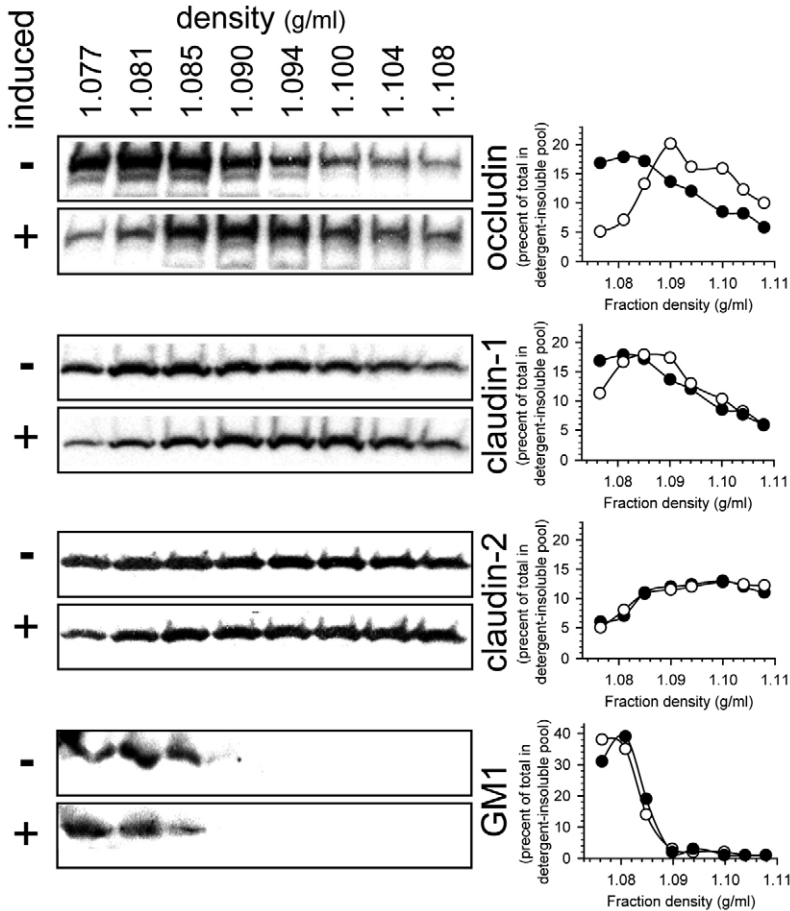 density (g/ml)
induced
1.077 1.081 1.085 1.090 1.094 1.100 1.104 1.108
-
+
occludin
(precent of total in
detergent-insoluble pool)
20
15
10
5
0
1.08 1.09 1.10 1.11
Fraction density (g/ml)
-
+
claudin-1
(precent of total in
detergent-insoluble pool)
20
15
10
5
0
1.08 1.09 1.10 1.11
Fraction density (g/ml)
-
+
claudin-2
(precent of total in
detergent-insoluble pool)
20
15
10
5
0
1.08 1.09 1.10 1.11
Fraction density (g/ml)
-
+
GM1
(precent of total in
detergent-insoluble pool)
40
30
20
10
0
1.08 1.09 1.10 1.11
Fraction density (g/ml)